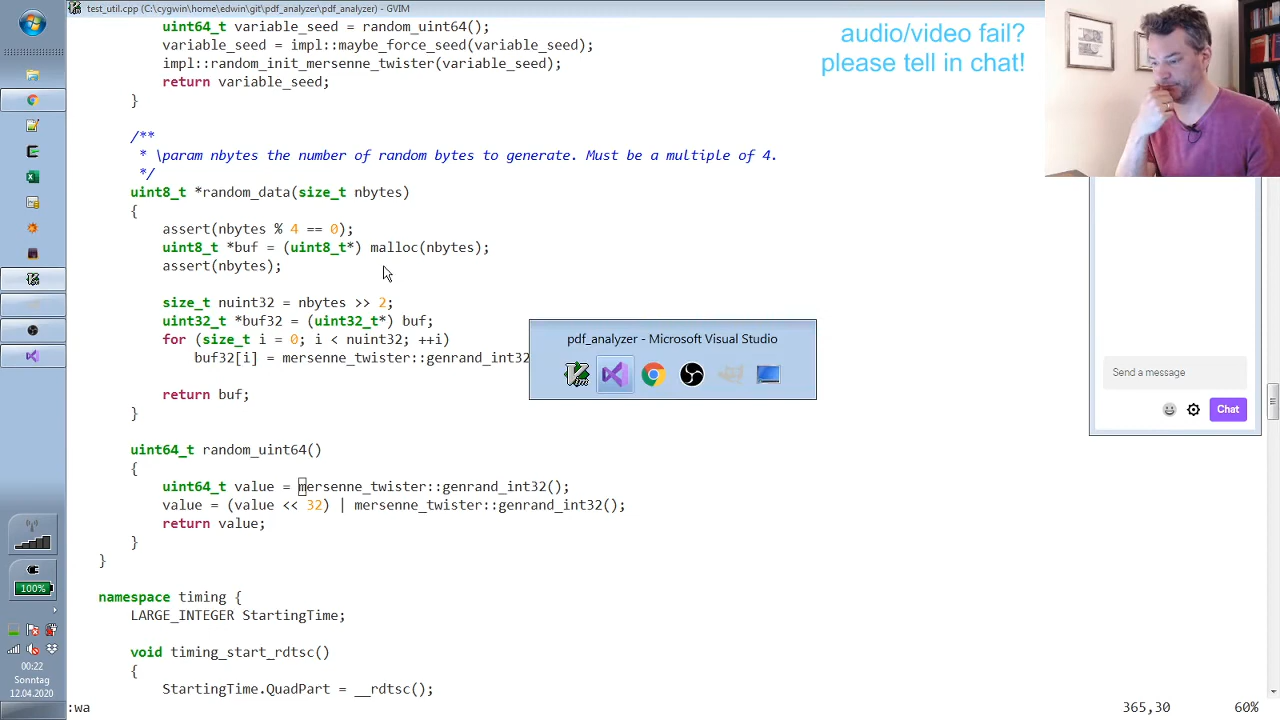 test_util.cpp (C:\cygwin\home\edwin\git\pdf_analyzer\pdf_analyzer) - GVIM
uint64_t variable_seed = random_uint64();
variable_seed = impl::maybe_force_seed(variable_seed);
impl::random_init_mersenne_twister(variable_seed);
return variable_seed;
}
audio/video fail?
please tell in chat!
/**
* \param nbytes the number of random bytes to generate. Must be a multiple of 4.
*/
uint8_t *random_data(size_t nbytes)
{
assert(nbytes % 4 == 0);
uint8_t *buf = (uint8_t*) malloc(nbytes);
assert(nbytes);
size_t nuint32 = nbytes >> 2;
uint32_t *buf32 = (uint32_t*) buf;
for (size_t i = 0; i < nuint32; ++i)
buf32[i] = mersenne_twister::genrand_int32
return buf;
}
pdf_analyzer - Microsoft Visual Studio
Send a message
Chat
uint64_t random_uint64()
{
uint64_t value = mersenne_twister::genrand_int32();
value = (value << 32) | mersenne_twister::genrand_int32();
return value;
}
}
namespace timing {
LARGE_INTEGER StartingTime;
void timing_start_rdtsc()
{
StartingTime.QuadPart = __rdtsc();
:wa
365,30
60%
100%
00:22
Sonntag
12.04.2020